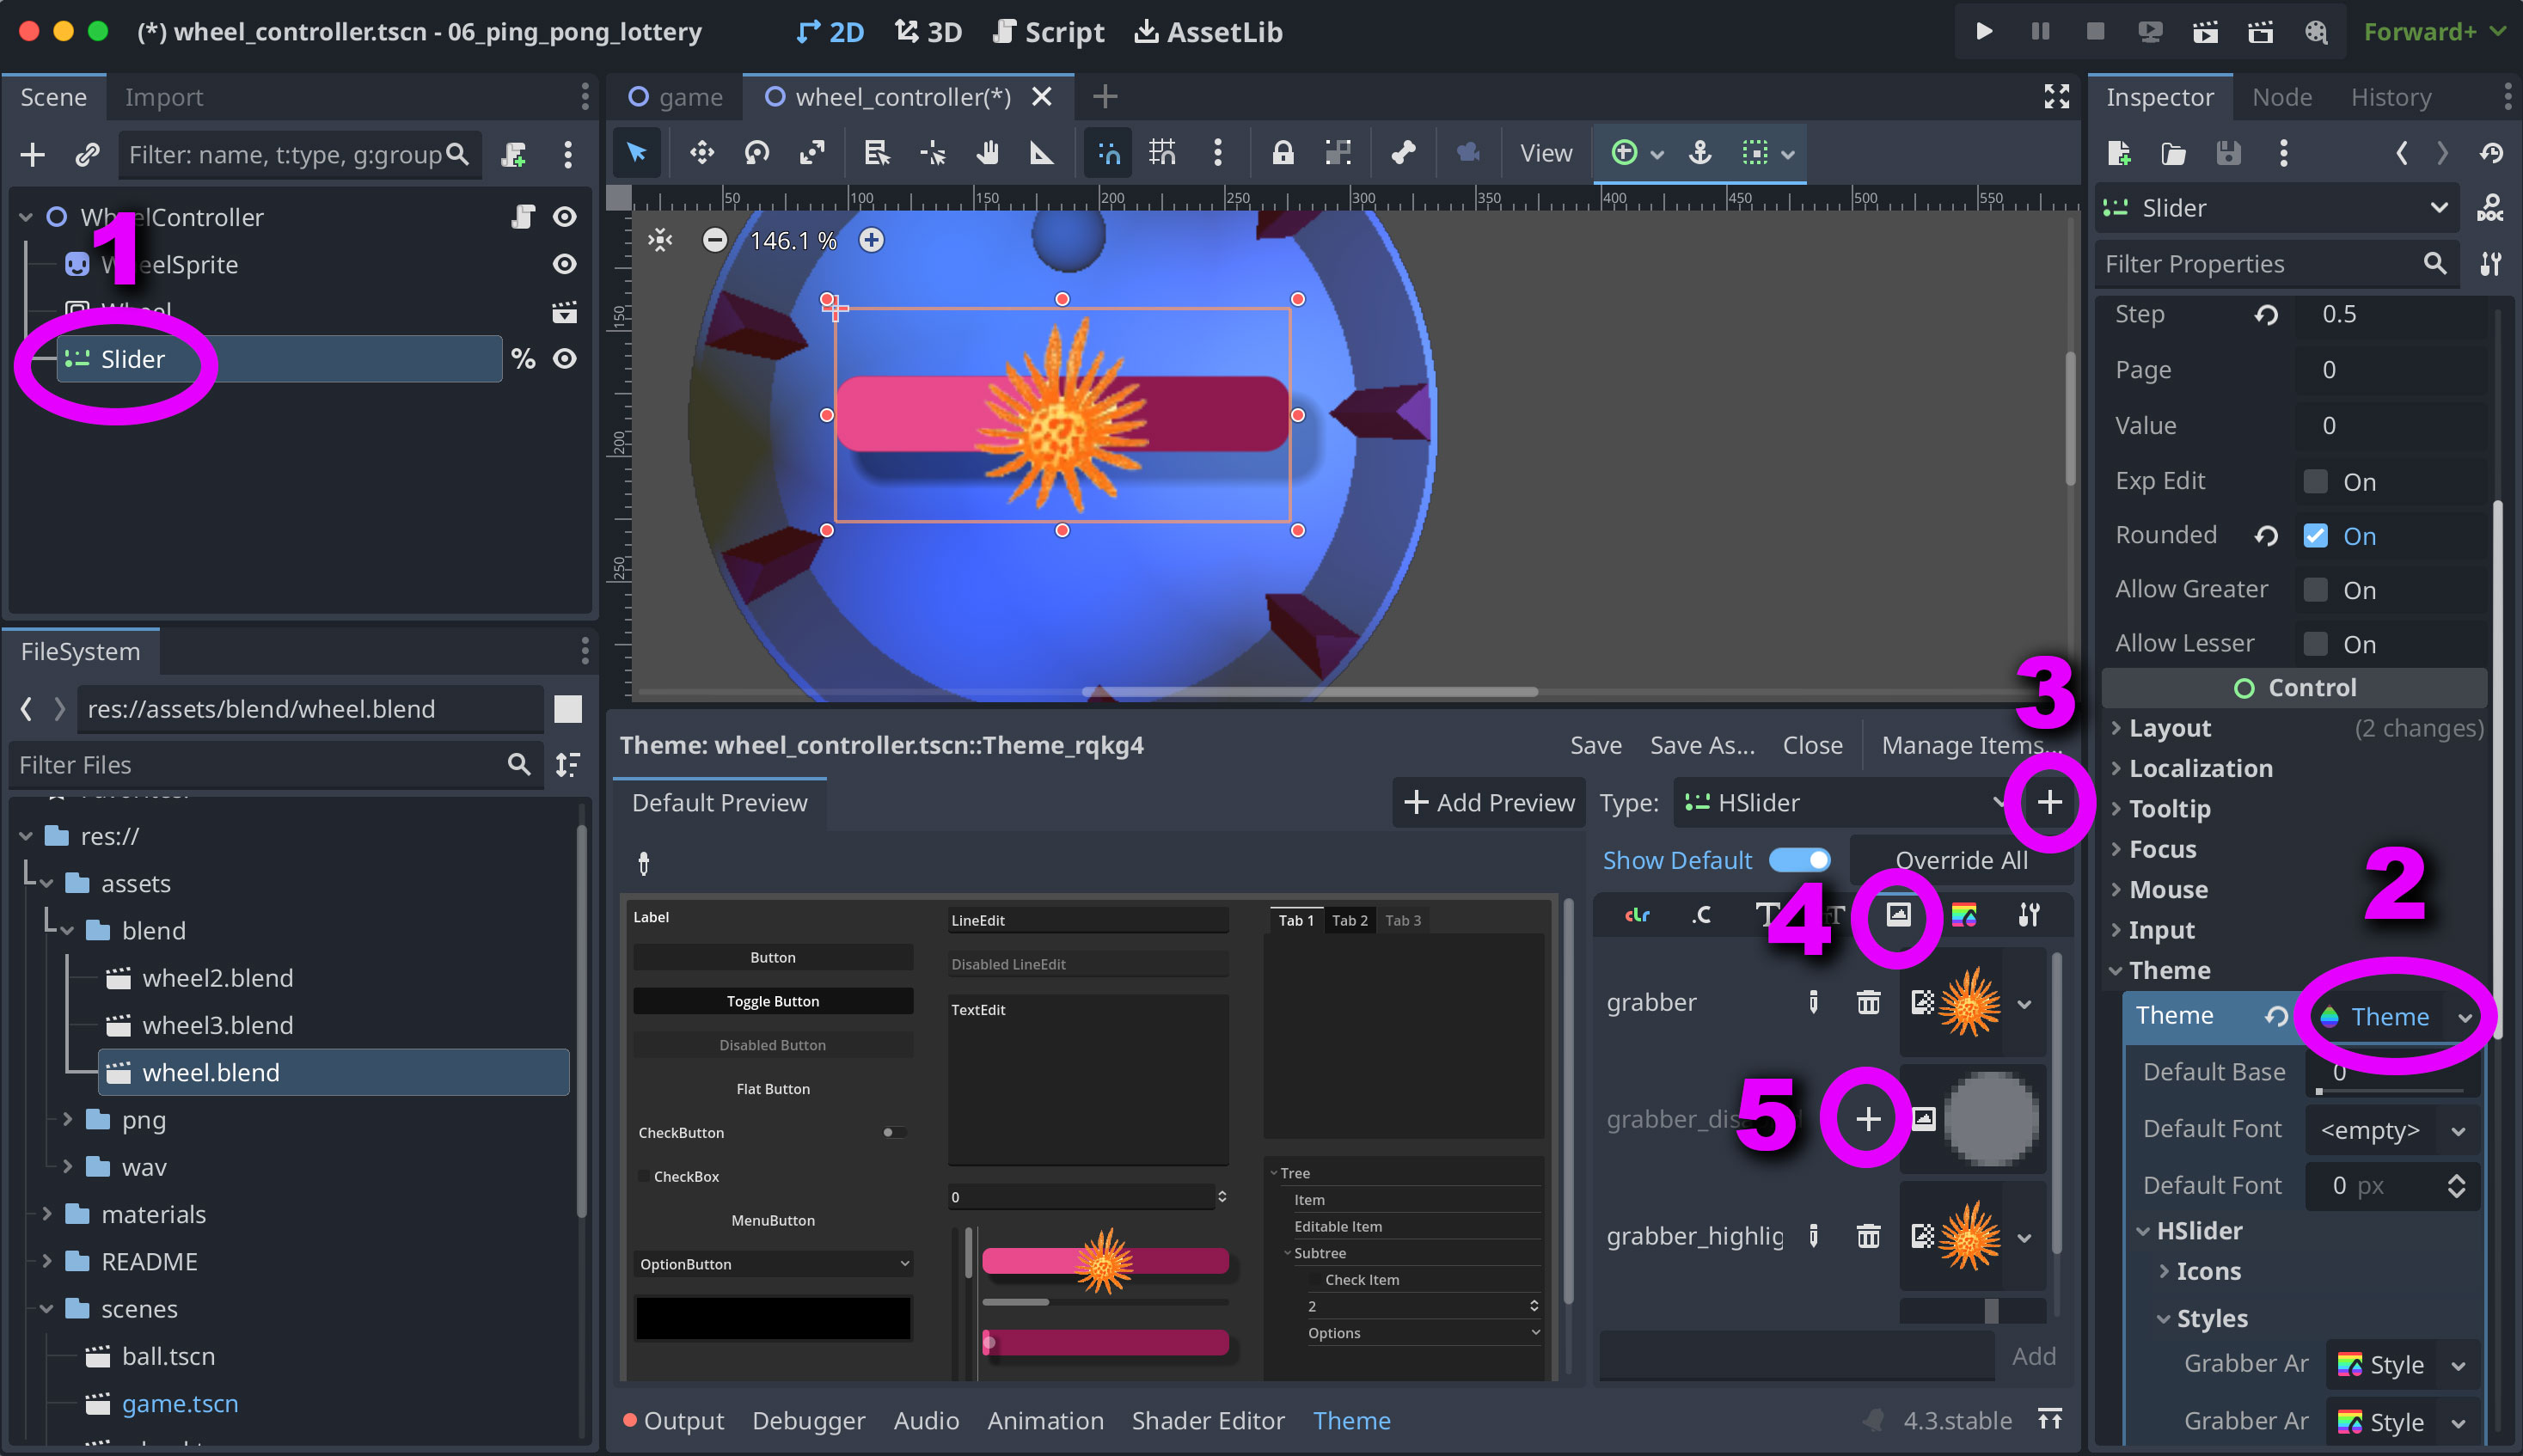 (*) wheel_controller.tscn - 06_ping_pong_lottery
2D 3D Script AssetLib
Forward+
Scene Import
Filter: name, t:type, g:group
WheelController
WheelSprite
Wheel
Slider %
1
FileSystem
res://assets/blend/wheel.blend
Filter Files
Favorites:
res://
assets
blend
wheel2.blend
wheel3.blend
wheel.blend
png
wav
materials
README
scenes
ball.tscn
game.tscn
game wheel_controller(*)
View
50 100 150 200 250 300 350 400 450 500 550
146.1 %
150
200
250
Theme: wheel_controller.tscn::Theme_rqkg4
Save Save As... Close Manage Items...
3
Default Preview
Add Preview
Type: HSlider
Show Default Override All
Label
Button
Toggle Button
Disabled Button
Flat Button
CheckButton
CheckBox
MenuButton
OptionButton
LineEdit
Disabled LineEdit
TextEdit
0
Tab 1 Tab 2 Tab 3
Tree
Item
Editable Item
Subtree
Check Item
2
Options
clr .C T T
4
grabber
5
grabber_dis
grabber_highlig
Add
Output Debugger Audio Animation Shader Editor Theme
4.3.stable
Inspector Node History
Slider DOC
Filter Properties
Step 0.5
Page 0
Value 0
Exp Edit On
Rounded On
Allow Greater On
Allow Lesser On
Control
Layout (2 changes)
Localization
Tooltip
Focus
Mouse
Input
2
Theme
Theme Theme
Default Base 0
Default Font <empty>
Default Font 0 px
HSlider
Icons
Styles
Grabber Ar Style
Grabber Ar Style